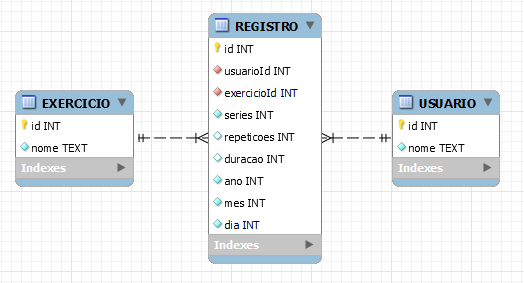 EXERCICIO
id INT
nome TEXT
Indexes
REGISTRO
id INT
usuarioId INT
exercicioId INT
series INT
repeticoes INT
duracao INT
ano INT
mes INT
dia INT
Indexes
USUARIO
id INT
nome TEXT
Indexes